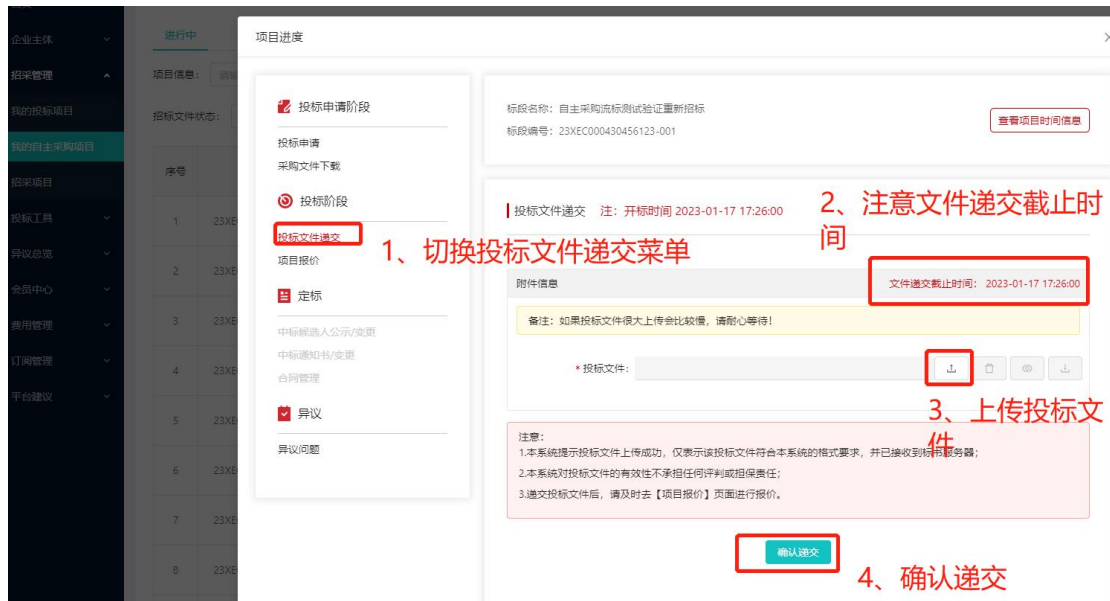 企业主体
招采管理
我的投标项目
我的自主采购项目
招采项目
投标工具
异议总览
会员中心
费用管理
订阅管理
平台建议
进行中
项目信息：
招标文件状态：
序号
1 23XE
2 23XE
3 23XE
4 23XE
5 23XE
6 23XE
7 23XE
8 23XE
项目进度
投标申请阶段
投标申请
采购文件下载
投标阶段
投标文件递交
项目报价
定标
中标候选人公示/变更
中标通知书/变更
合同管理
异议
异议问题
标段名称：自主采购流标测试验证重新招标
标段编号：23XEC000430456123-001
查看项目时间信息
投标文件递交 注：开标时间 2023-01-17 17:26:00
附件信息
文件递交截止时间： 2023-01-17 17:26:00
备注：如果投标文件很大上传会比较慢，请耐心等待！
*投标文件：
注意：
1.本系统提示投标文件上传成功，仅表示该投标文件符合本系统的格式要求，并已接收到标书服务器；
2.本系统对投标文件的有效性不承担任何评判或担保责任；
3.递交投标文件后，请及时去【项目报价】页面进行报价。
确认递交
1、切换投标文件递交菜单
2、注意文件递交截止时
间
3、上传投标文
件
4、确认递交